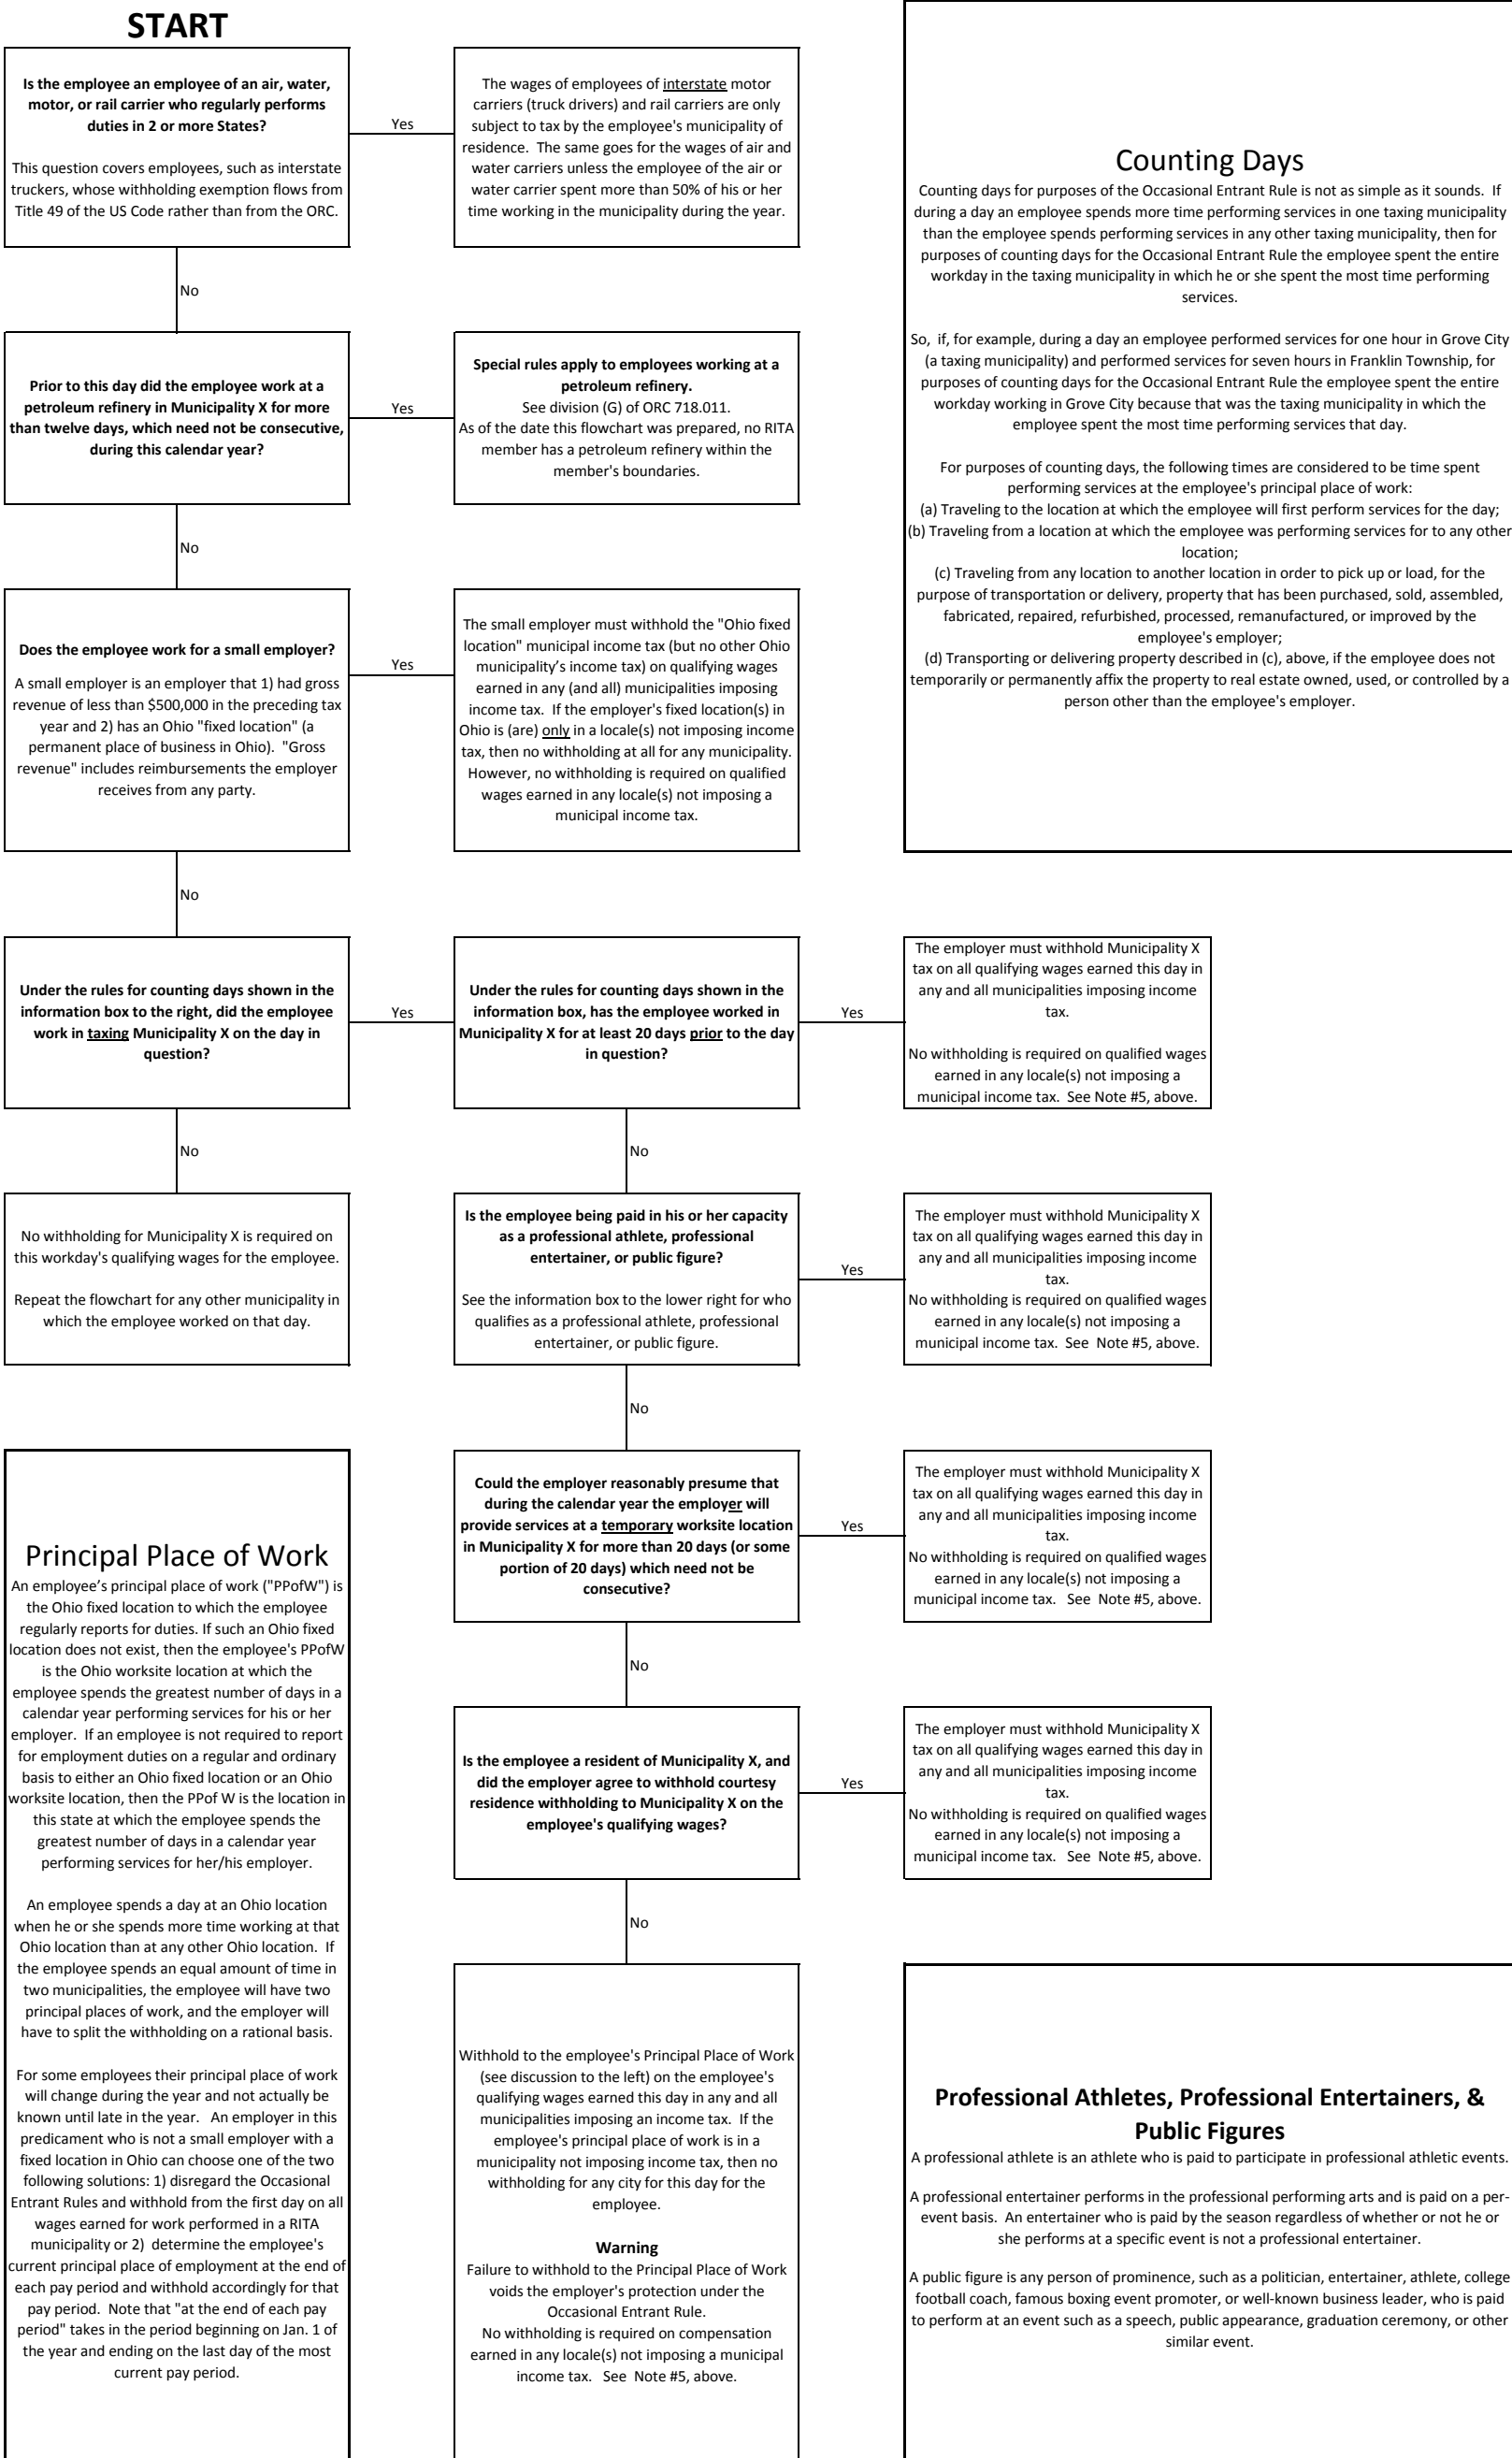 START
Is the employee an employee of an air, water,
motor, or rail carrier who regularly performs
duties in 2 or more States?
This question covers employees, such as interstate
truckers, whose withholding exemption flows from
Title 49 of the US Code rather than from the ORC.
Yes
The wages of employees of interstate motor
carriers (truck drivers) and rail carriers are only
subject to tax by the employee's municipality of
residence. The same goes for the wages of air and
water carriers unless the employee of the air or
water carrier spent more than 50% of his or her
time working in the municipality during the year.
No
Prior to this day did the employee work at a
petroleum refinery in Municipality X for more
than twelve days, which need not be consecutive,
during this calendar year?
Yes
Special rules apply to employees working at a
petroleum refinery.
See division (G) of ORC 718.011.
As of the date this flowchart was prepared, no RITA
member has a petroleum refinery within the
member's boundaries.
No
Does the employee work for a small employer?
A small employer is an employer that 1) had gross
revenue of less than $500,000 in the preceding tax
year and 2) has an Ohio "fixed location" (a
permanent place of business in Ohio). "Gross
revenue" includes reimbursements the employer
receives from any party.
Yes
The small employer must withhold the "Ohio fixed
location" municipal income tax (but no other Ohio
municipality's income tax) on qualifying wages
earned in any (and all) municipalities imposing
income tax. If the employer's fixed location(s) in
Ohio is (are) only in a locale(s) not imposing income
tax, then no withholding at all for any municipality.
However, no withholding is required on qualified
wages earned in any locale(s) not imposing a
municipal income tax.
Counting Days
Counting days for purposes of the Occasional Entrant Rule is not as simple as it sounds. If
during a day an employee spends more time performing services in one taxing municipality
than the employee spends performing services in any other taxing municipality, then for
purposes of counting days for the Occasional Entrant Rule the employee spent the entire
workday in the taxing municipality in which he or she spent the most time performing
services.
So, if, for example, during a day an employee performed services for one hour in Grove City
(a taxing municipality) and performed services for seven hours in Franklin Township, for
purposes of counting days for the Occasional Entrant Rule the employee spent the entire
workday working in Grove City because that was the taxing municipality in which the
employee spent the most time performing services that day.
For purposes of counting days, the following times are considered to be time spent
performing services at the employee's principal place of work:
(a) Traveling to the location at which the employee will first perform services for the day;
(b) Traveling from a location at which the employee was performing services for to any other
location;
(c) Traveling from any location to another location in order to pick up or load, for the
purpose of transportation or delivery, property that has been purchased, sold, assembled,
fabricated, repaired, refurbished, processed, remanufactured, or improved by the
employee's employer;
(d) Transporting or delivering property described in (c), above, if the employee does not
temporarily or permanently affix the property to real estate owned, used, or controlled by a
person other than the employee's employer.
No
Under the rules for counting days shown in the
information box to the right, did the employee
work in taxing Municipality X on the day in
question?
Yes
Under the rules for counting days shown in the
information box, has the employee worked in
Municipality X for at least 20 days prior to the day
in question?
Yes
The employer must withhold Municipality X
tax on all qualifying wages earned this day in
any and all municipalities imposing income
tax.
No withholding is required on qualified wages
earned in any locale(s) not imposing a
municipal income tax. See Note #5, above.
No
No
No withholding for Municipality X is required on
this workday's qualifying wages for the employee.
Repeat the flowchart for any other municipality in
which the employee worked on that day.
Is the employee being paid in his or her capacity
as a professional athlete, professional
entertainer, or public figure?
See the information box to the lower right for who
qualifies as a professional athlete, professional
entertainer, or public figure.
Yes
The employer must withhold Municipality X
tax on all qualifying wages earned this day in
any and all municipalities imposing income
tax.
No withholding is required on qualified wages
earned in any locale(s) not imposing a
municipal income tax. See Note #5, above.
No
Could the employer reasonably presume that
during the calendar year the employer will
provide services at a temporary worksite location
in Municipality X for more than 20 days (or some
portion of 20 days) which need not be
consecutive?
Yes
The employer must withhold Municipality X
tax on all qualifying wages earned this day in
any and all municipalities imposing income
tax.
No withholding is required on qualified wages
earned in any locale(s) not imposing a
municipal income tax. See Note #5, above.
No
Is the employee a resident of Municipality X, and
did the employer agree to withhold courtesy
residence withholding to Municipality X on the
employee's qualifying wages?
Yes
The employer must withhold Municipality X
tax on all qualifying wages earned this day in
any and all municipalities imposing income
tax.
No withholding is required on qualified wages
earned in any locale(s) not imposing a
municipal income tax. See Note #5, above.
No
Principal Place of Work
An employee's principal place of work ("PPofW") is
the Ohio fixed location to which the employee
regularly reports for duties. If such an Ohio fixed
location does not exist, then the employee's PPofW
is the Ohio worksite location at which the
employee spends the greatest number of days in a
calendar year performing services for his or her
employer. If an employee is not required to report
for employment duties on a regular and ordinary
basis to either an Ohio fixed location or an Ohio
worksite location, then the PPof W is the location in
this state at which the employee spends the
greatest number of days in a calendar year
performing services for her/his employer.
An employee spends a day at an Ohio location
when he or she spends more time working at that
Ohio location than at any other Ohio location. If
the employee spends an equal amount of time in
two municipalities, the employee will have two
principal places of work, and the employer will
have to split the withholding on a rational basis.
For some employees their principal place of work
will change during the year and not actually be
known until late in the year. An employer in this
predicament who is not a small employer with a
fixed location in Ohio can choose one of the two
following solutions: 1) disregard the Occasional
Entrant Rules and withhold from the first day on all
wages earned for work performed in a RITA
municipality or 2) determine the employee's
current principal place of employment at the end of
each pay period and withhold accordingly for that
pay period. Note that "at the end of each pay
period" takes in the period beginning on Jan. 1 of
the year and ending on the last day of the most
current pay period.
Withhold to the employee's Principal Place of Work
(see discussion to the left) on the employee's
qualifying wages earned this day in any and all
municipalities imposing an income tax. If the
employee's principal place of work is in a
municipality not imposing income tax, then no
withholding for any city for this day for the
employee.
Warning
Failure to withhold to the Principal Place of Work
voids the employer's protection under the
Occasional Entrant Rule.
No withholding is required on compensation
earned in any locale(s) not imposing a municipal
income tax. See Note #5, above.
Professional Athletes, Professional Entertainers, &
Public Figures
A professional athlete is an athlete who is paid to participate in professional athletic events.
A professional entertainer performs in the professional performing arts and is paid on a per-
event basis. An entertainer who is paid by the season regardless of whether or not he or
she performs at a specific event is not a professional entertainer.
A public figure is any person of prominence, such as a politician, entertainer, athlete, college
football coach, famous boxing event promoter, or well-known business leader, who is paid
to perform at an event such as a speech, public appearance, graduation ceremony, or other
similar event.